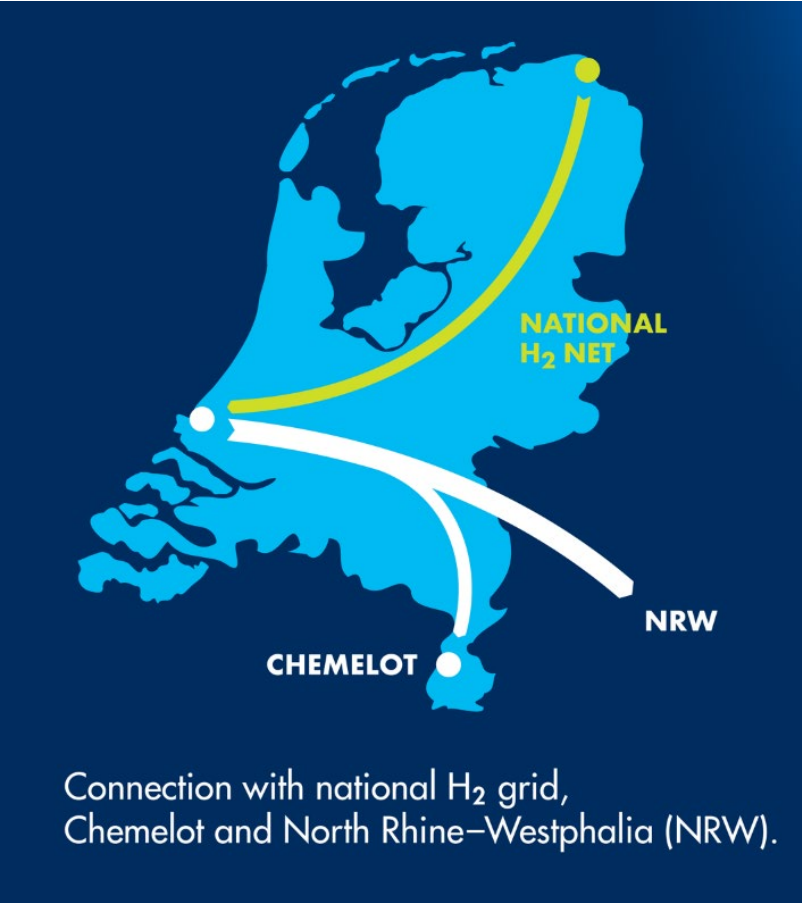 NATIONAL
H₂ NET
NRW
CHEMELOT
Connection with national H₂ grid,
Chemelot and North Rhine–Westphalia (NRW).